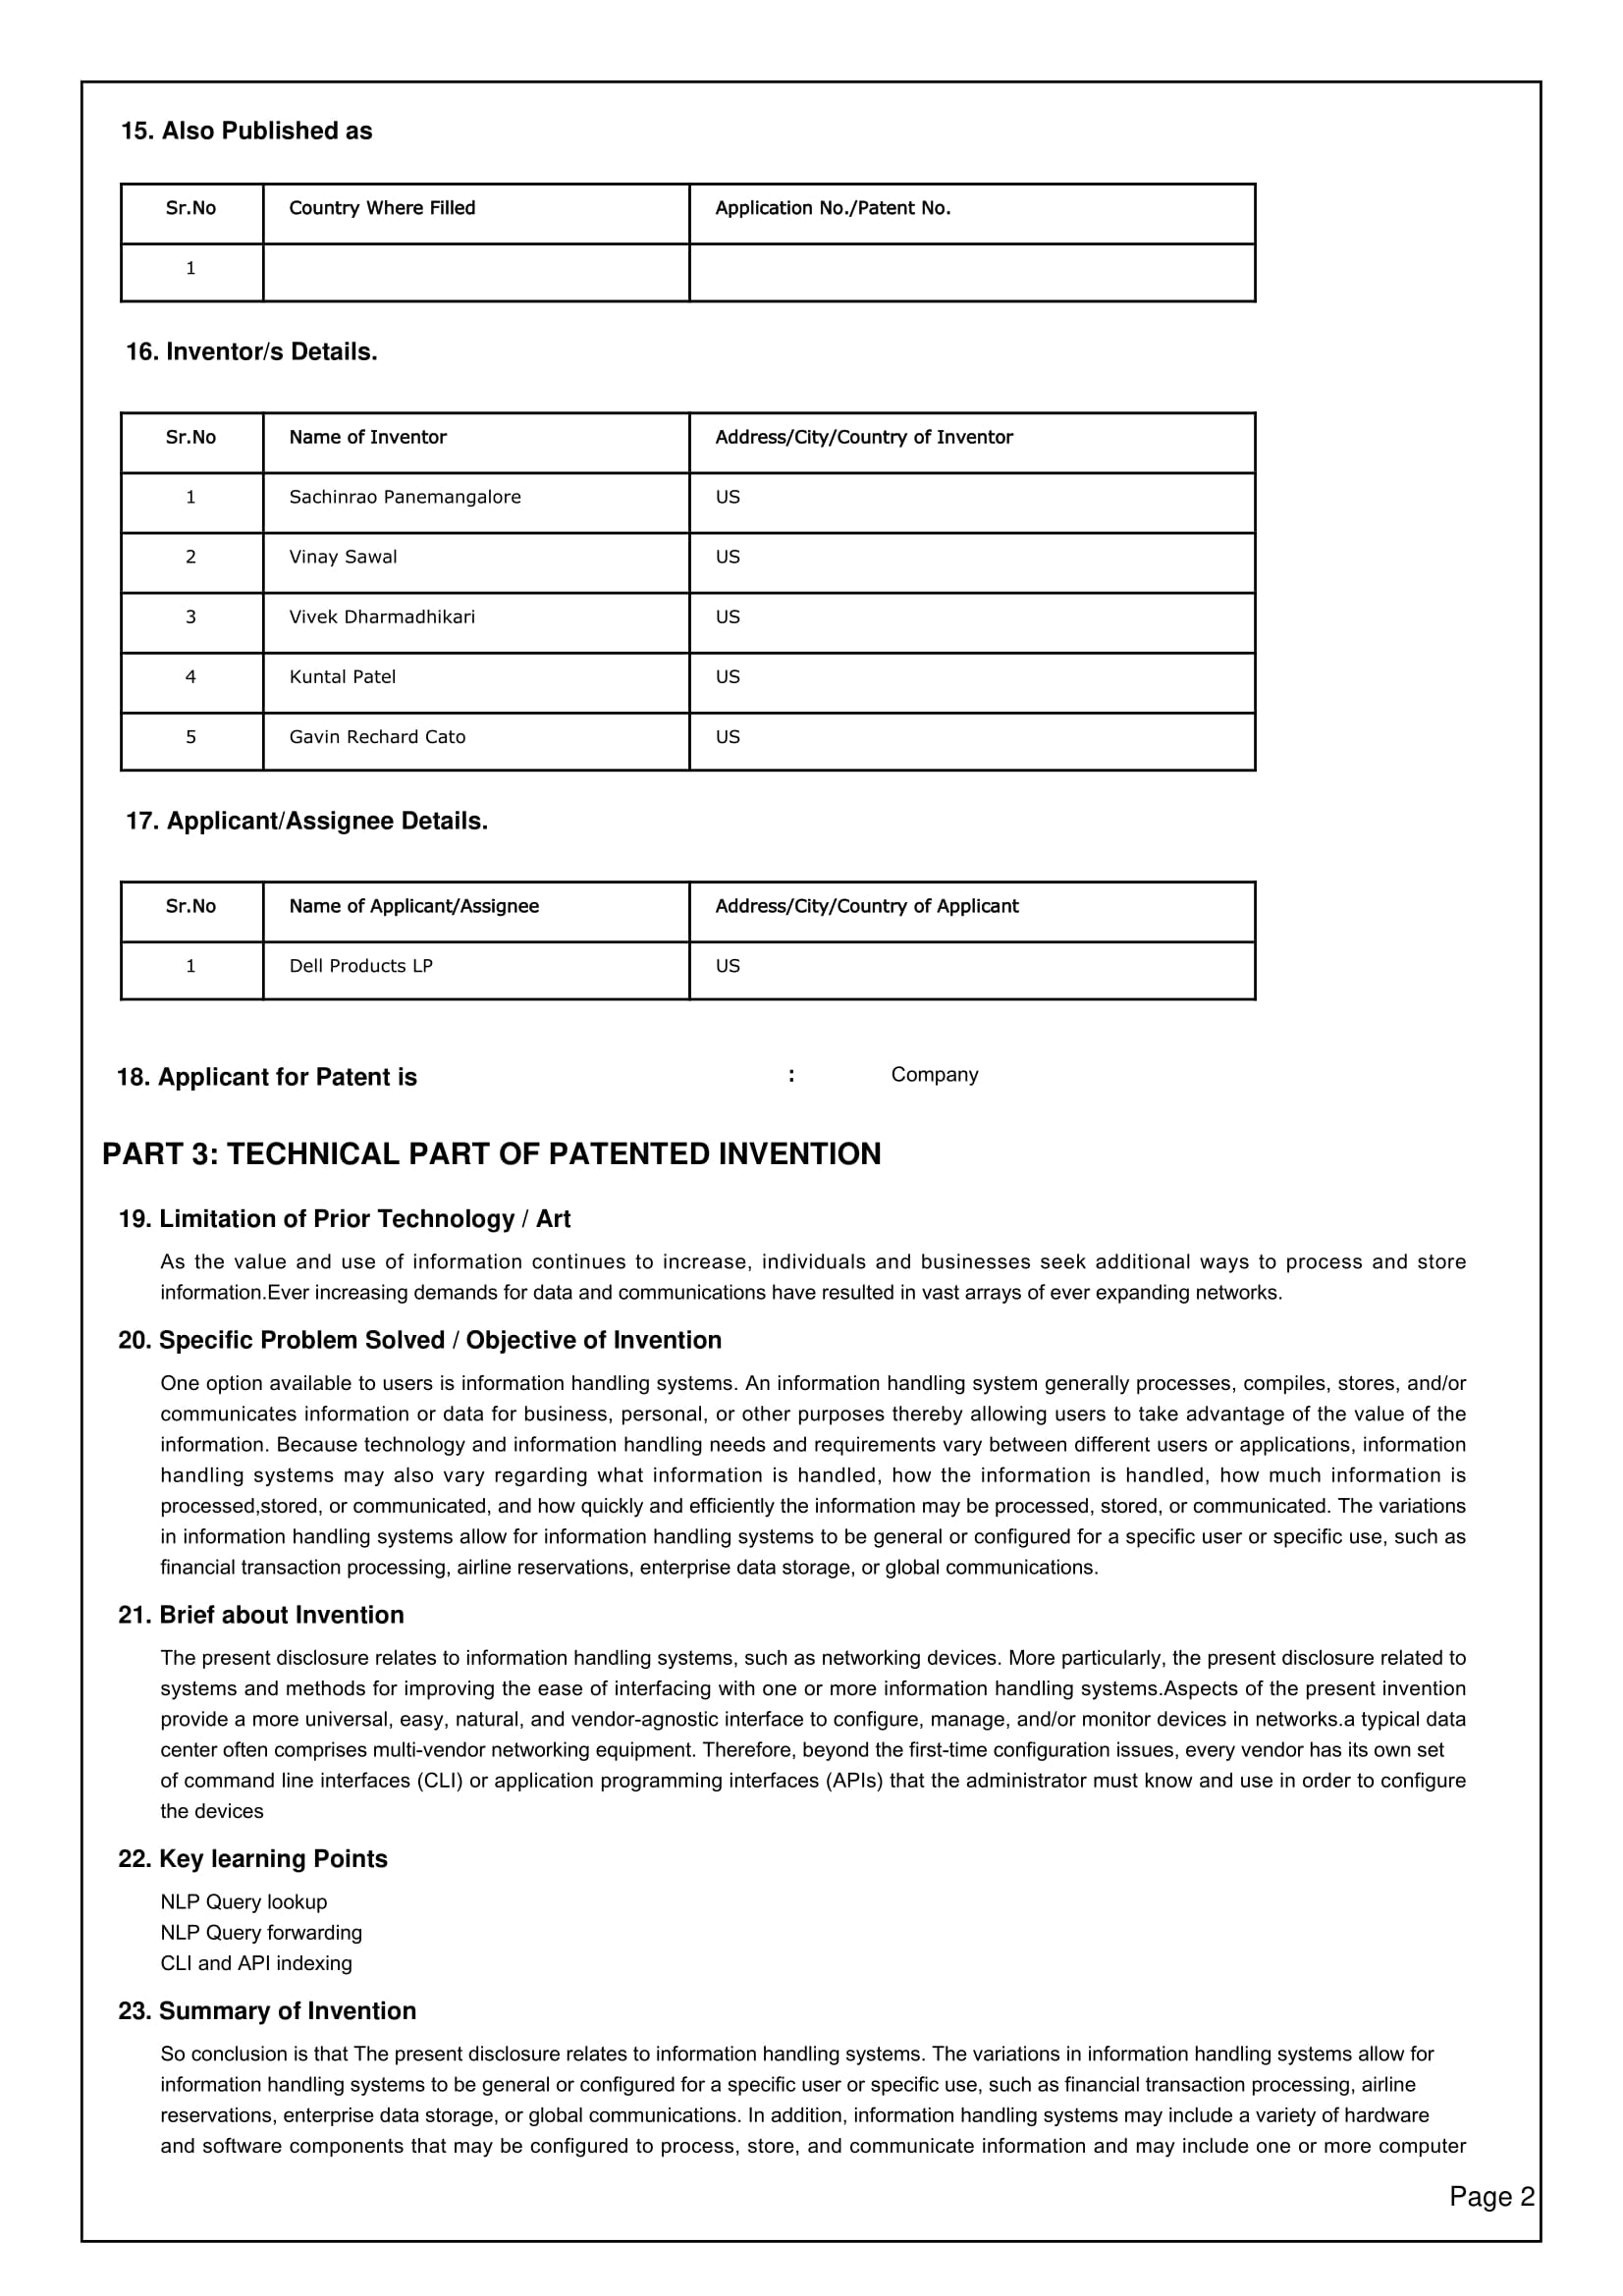 15. Also Published as
Sr.No Country Where Filled Application No./Patent No.
1
16. Inventor/s Details.
Sr.No Name of Inventor Address/City/Country of Inventor
1 Sachinrao Panemangalore US
2 Vinay Sawal US
3 Vivek Dharmadhikari US
4 Kuntal Patel US
5 Gavin Rechard Cato US
17. Applicant/Assignee Details.
Sr.No Name of Applicant/Assignee Address/City/Country of Applicant
1 Dell Products LP US
18. Applicant for Patent is : Company
PART 3: TECHNICAL PART OF PATENTED INVENTION
19. Limitation of Prior Technology / Art
As the value and use of information continues to increase, individuals and businesses seek additional ways to process and store
information.Ever increasing demands for data and communications have resulted in vast arrays of ever expanding networks.
20. Specific Problem Solved / Objective of Invention
One option available to users is information handling systems. An information handling system generally processes, compiles, stores, and/or
communicates information or data for business, personal, or other purposes thereby allowing users to take advantage of the value of the
information. Because technology and information handling needs and requirements vary between different users or applications, information
handling systems may also vary regarding what information is handled, how the information is handled, how much information is
processed,stored, or communicated, and how quickly and efficiently the information may be processed, stored, or communicated. The variations
in information handling systems allow for information handling systems to be general or configured for a specific user or specific use, such as
financial transaction processing, airline reservations, enterprise data storage, or global communications.
21. Brief about Invention
The present disclosure relates to information handling systems, such as networking devices. More particularly, the present disclosure related to
systems and methods for improving the ease of interfacing with one or more information handling systems.Aspects of the present invention
provide a more universal, easy, natural, and vendor-agnostic interface to configure, manage, and/or monitor devices in networks.a typical data
center often comprises multi-vendor networking equipment. Therefore, beyond the first-time configuration issues, every vendor has its own set
of command line interfaces (CLI) or application programming interfaces (APIs) that the administrator must know and use in order to configure
the devices
22. Key learning Points
NLP Query lookup
NLP Query forwarding
CLI and API indexing
23. Summary of Invention
So conclusion is that The present disclosure relates to information handling systems. The variations in information handling systems allow for
information handling systems to be general or configured for a specific user or specific use, such as financial transaction processing, airline
reservations, enterprise data storage, or global communications. In addition, information handling systems may include a variety of hardware
and software components that may be configured to process, store, and communicate information and may include one or more computer
Page 2